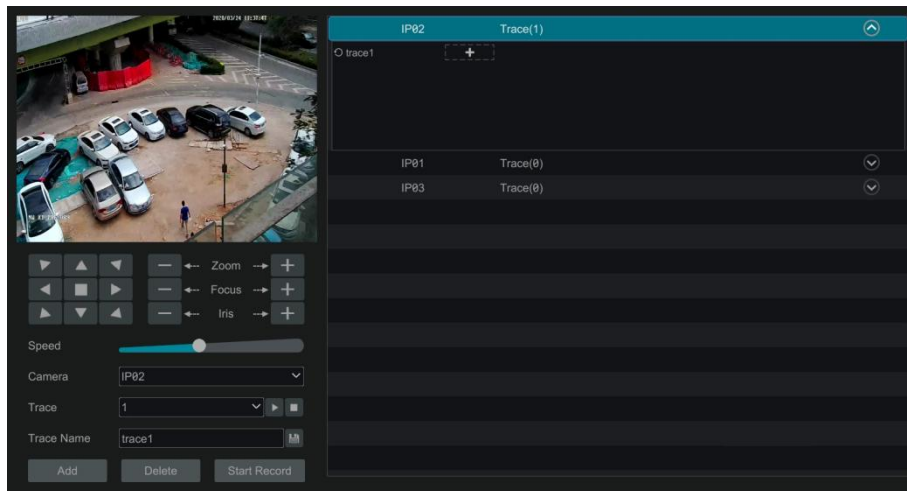 2020/03/24 11:31:43
IP02 Trace(1)
trace1
IP01 Trace(0)
IP03 Trace(0)
Zoom
Focus
Iris
Speed
Camera IP02
Trace 1
Trace Name trace1
Add Delete Start Record